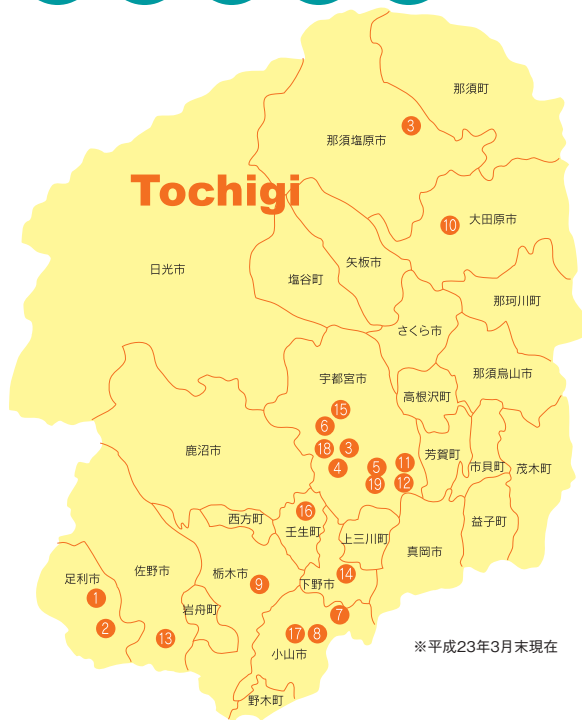 那須町
3
那須塩原市
Tochigi
10
大田原市
矢板市
日光市
塩谷町
那珂川町
さくら市
那須烏山市
宇都宮市
高根沢町
15
6
鹿沼市
18
3
芳賀町
11
市貝町
茂木町
4
5
19
12
16
西方町
壬生町
上三川町
益子町
真岡市
佐野市
栃木市
足利市
14
下野市
9
1
岩舟町
7
2
13
17
8
小山市
※平成23年3月末現在
野木町